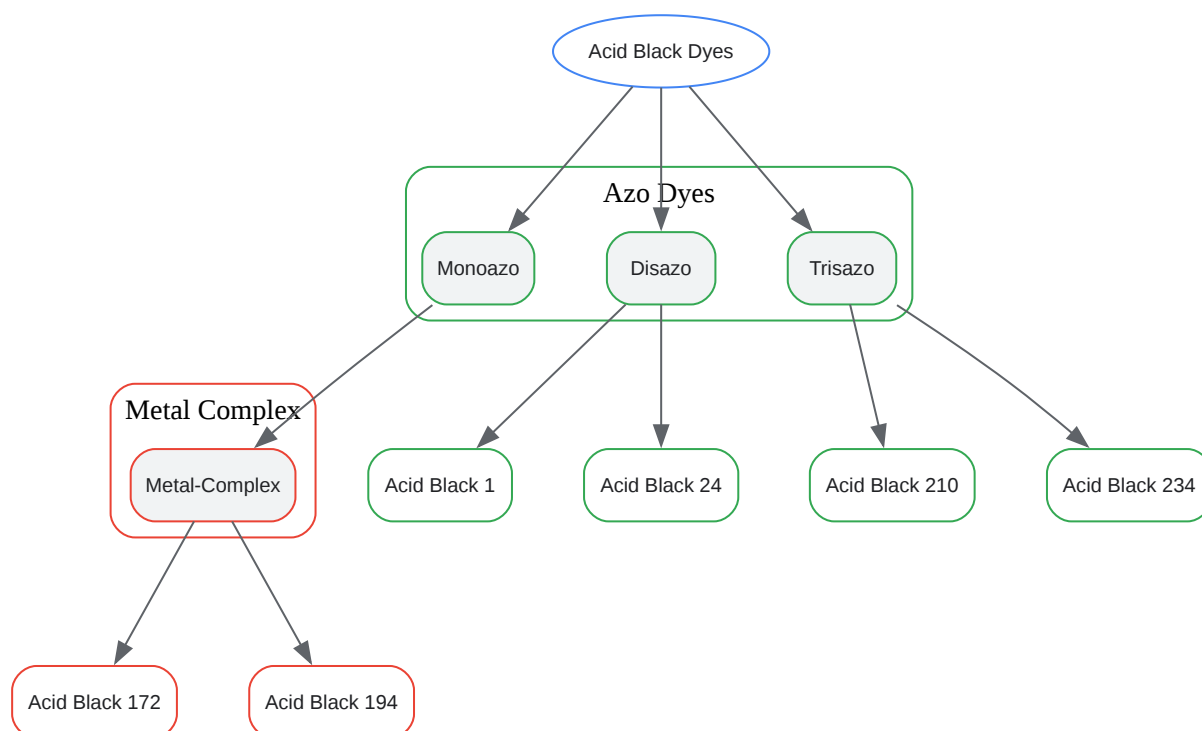 Acid Black Dyes
Azo Dyes
Monoazo
Disazo
Trisazo
Metal Complex
Metal-Complex
Acid Black 1
Acid Black 24
Acid Black 210
Acid Black 234
Acid Black 172
Acid Black 194